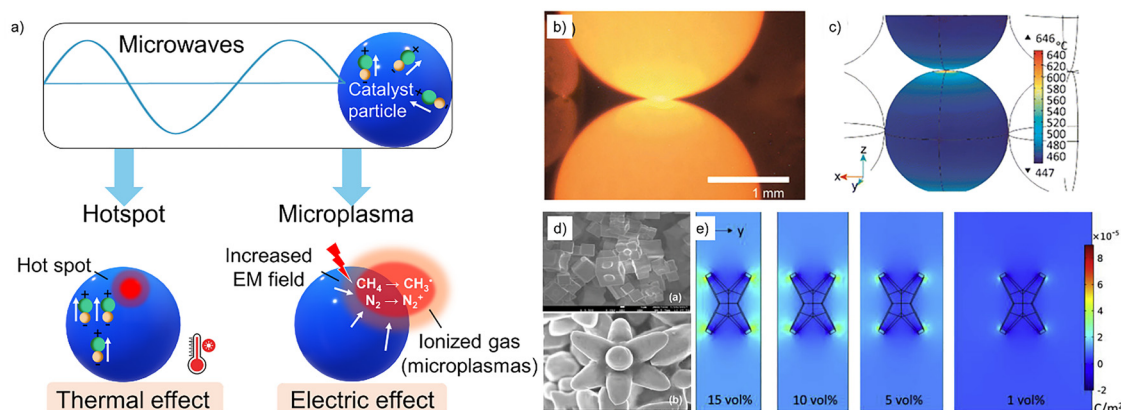 a)
Microwaves
+
+
×
Catalyst
particle
-
Hotspot
Microplasma
Hot spot
+ +
- -
+
-
Increased
EM field
CH₄ → CH₃⁻
N₂ → N₂⁺
Ionized gas
(microplasmas)
Thermal effect
Electric effect
b)
1 mm
c)
▲ 646
°C
640
620
600
580
560
540
520
500
480
460
▼ 447
z
x
y
d)
(a)
(b)
e)
y
15 vol%
10 vol%
5 vol%
1 vol%
×10⁻⁵
8
6
4
2
0
-2
C/m²